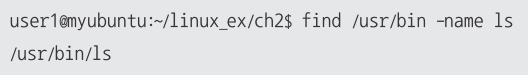 user1@myubuntu:~/linux_ex/ch2$ find /usr/bin -name ls
/usr/bin/ls